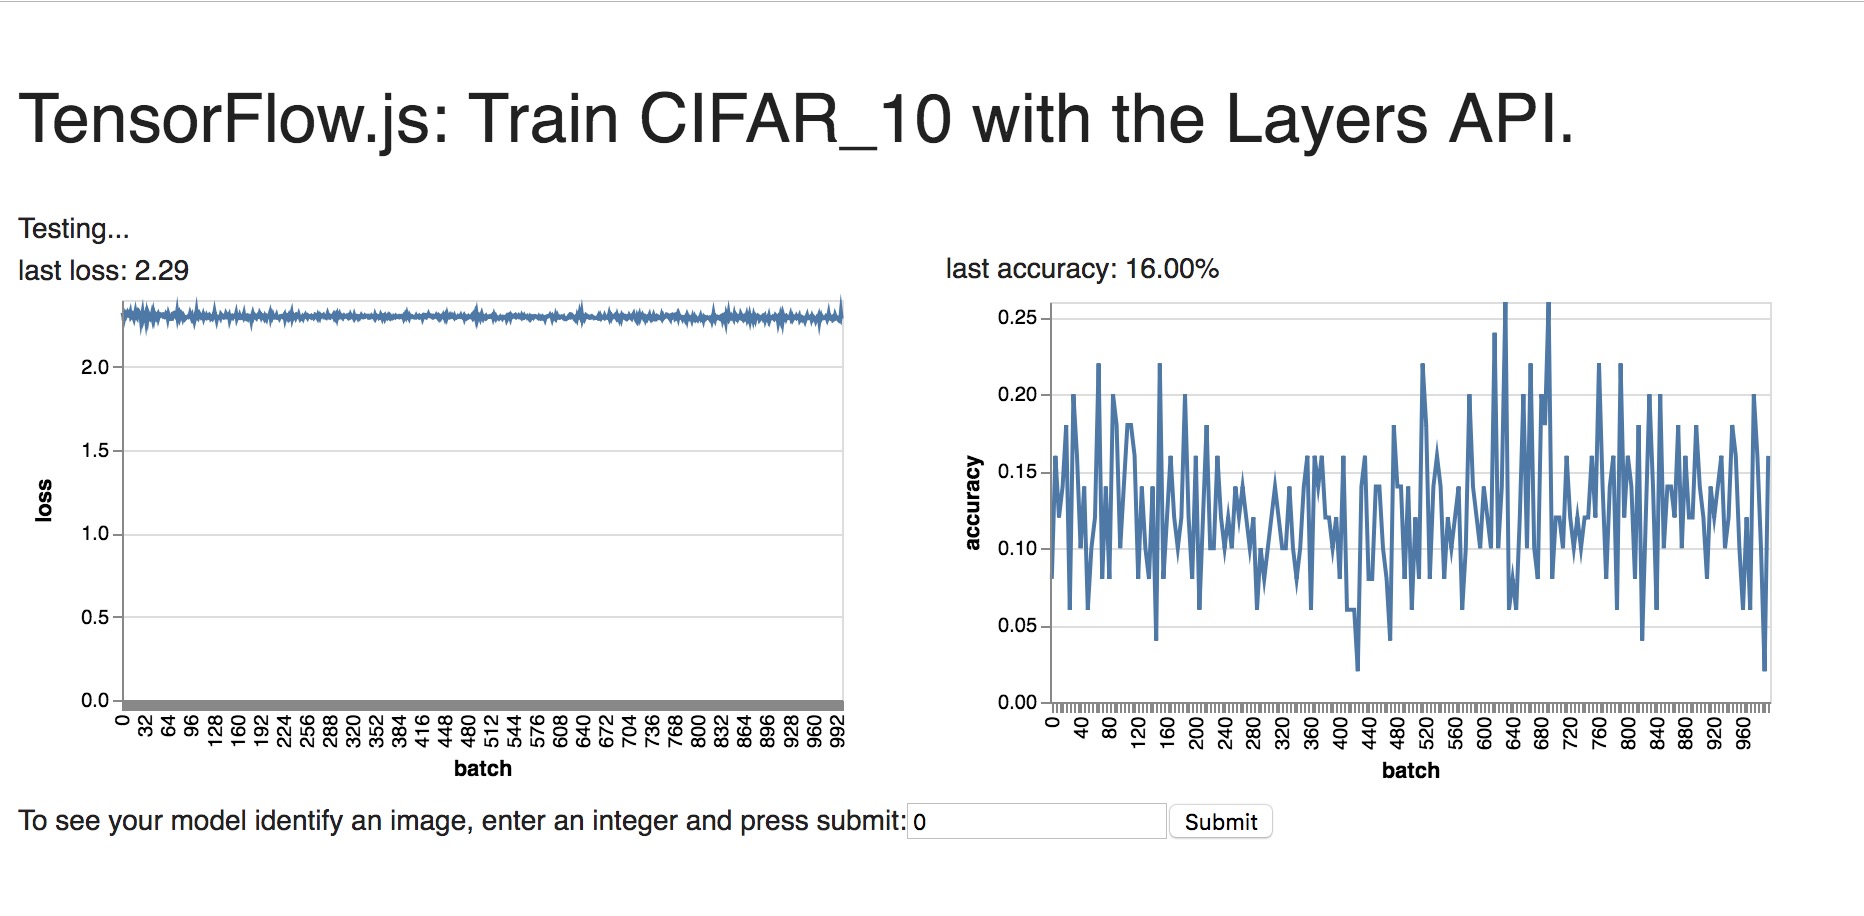 TensorFlow.js: Train CIFAR_10 with the Layers API.
Testing...
last loss: 2.29
last accuracy: 16.00%
2.0
1.5
1.0
0.5
0.0
loss
0 32 64 96 128 160 192 224 256 288 320 352 384 416 448 480 512 544 576 608 640 672 704 736 768 800 832 864 896 928 960 992
batch
0.25
0.20
0.15
0.10
0.05
0.00
accuracy
0 40 80 120 160 200 240 280 320 360 400 440 480 520 560 600 640 680 720 760 800 840 880 920 960
batch
To see your model identify an image, enter an integer and press submit: 0 Submit